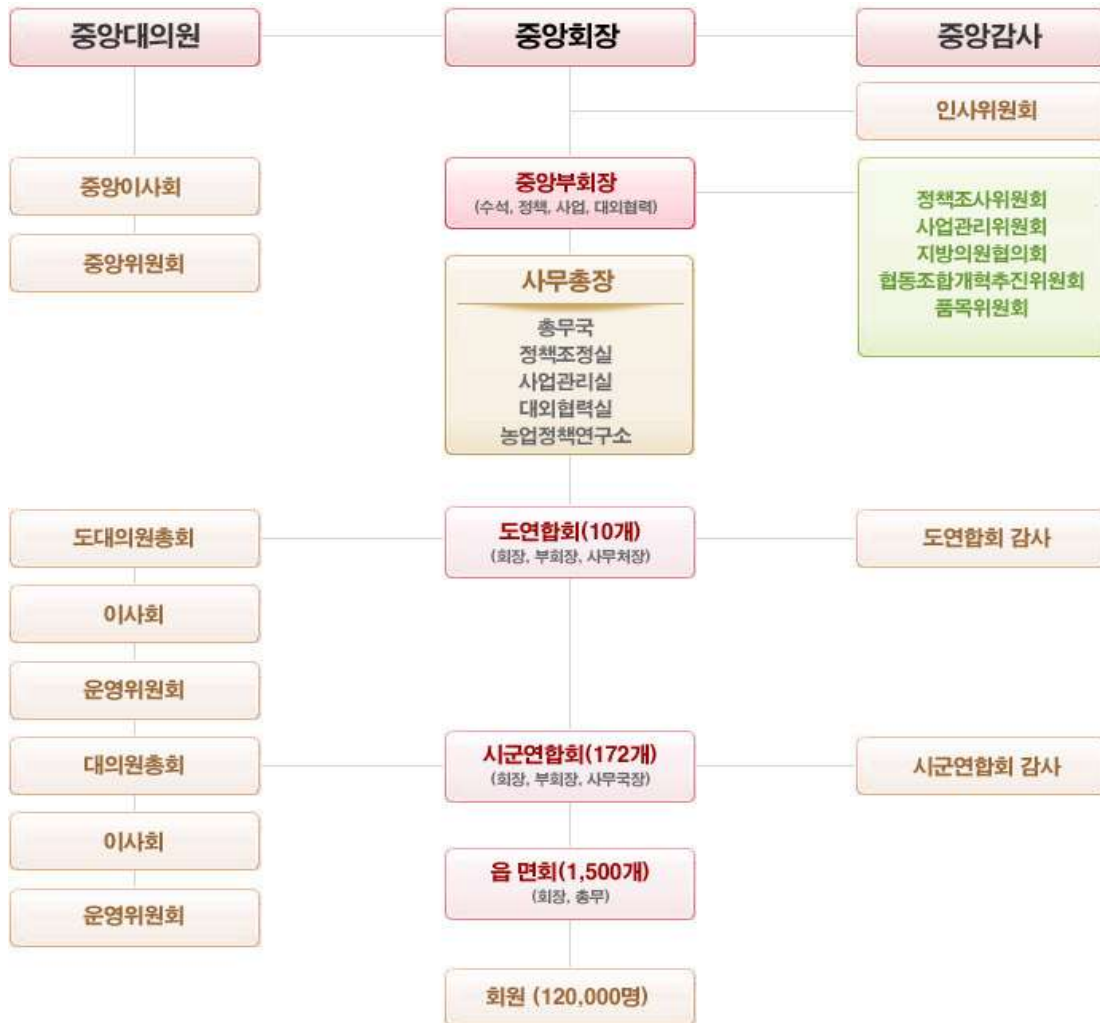 중앙대의원
중앙회장
중앙감사
인사위원회
중앙이사회
중앙부회장
(수석, 정책, 사업, 대외협력)
정책조사위원회
사업관리위원회
지방의원협의회
협동조합개혁추진위원회
품목위원회
중앙위원회
사무총장
총무국
정책조정실
사업관리실
대외협력실
농업정책연구소
도대의원총회
도연합회(10개)
(회장, 부회장, 사무처장)
도연합회 감사
이사회
운영위원회
대의원총회
시군연합회(172개)
(회장, 부회장, 사무국장)
시군연합회 감사
이사회
읍 면회(1,500개)
(회장, 총무)
운영위원회
회원 (120,000명)